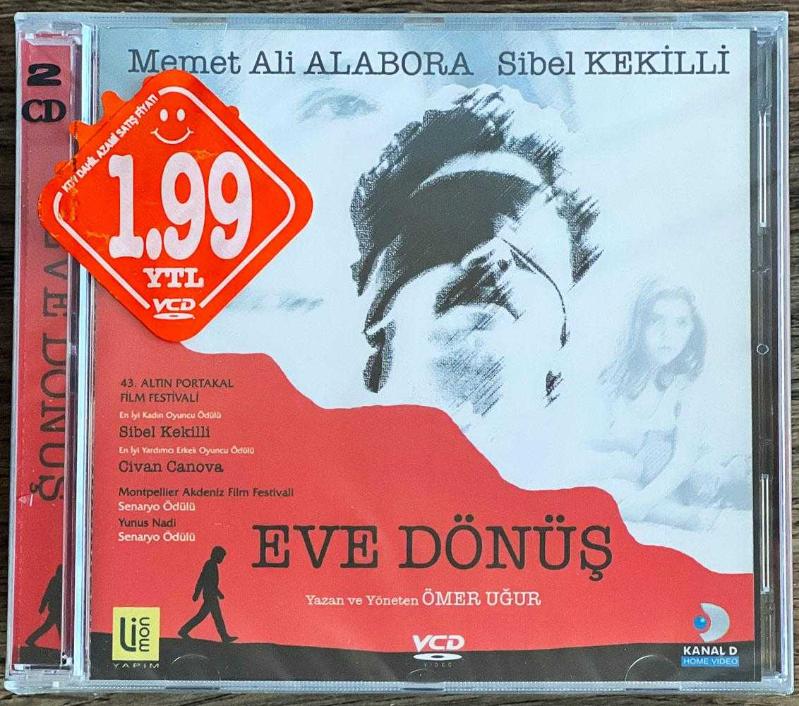 Memet Ali ALABORA Sibel KEKİLLİ
2
CD
KDV DAHİL AZAMİ SATIŞ FİYATI
1.99
YTL
VCD
EVE DÖNÜŞ
43. ALTIN PORTAKAL
FİLM FESTİVALİ
En İyi Kadın Oyuncu Ödülü
Sibel Kekilli
En İyi Yardımcı Erkek Oyuncu Ödülü
Civan Canova
Montpellier Akdeniz Film Festivali
Senaryo Ödülü
Yunus Nadi
Senaryo Ödülü
EVE DÖNÜŞ
Yazan ve Yöneten ÖMER UĞUR
Limon
YAPIM
VCD
VIDEO
KANAL D
HOME VIDEO